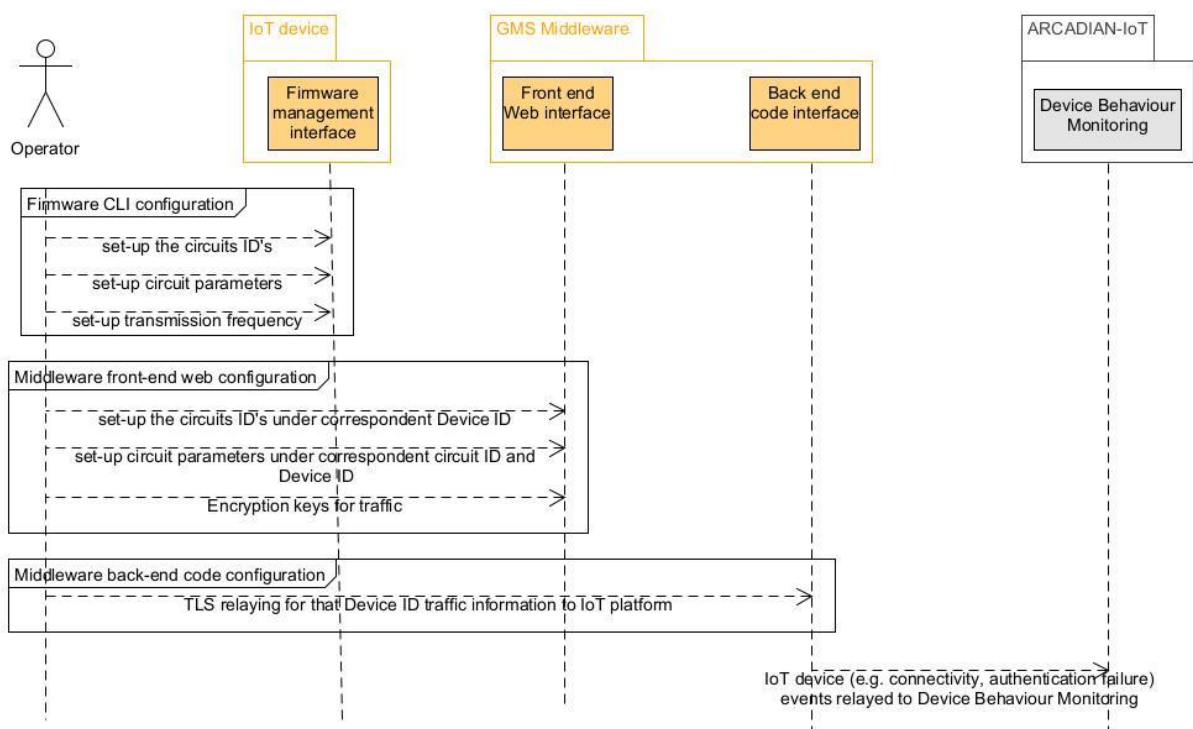 IoT device
GMS Middleware
ARCADIAN-IoT
Firmware
management
interface
Front end
Web interface
Back end
code interface
Device Behaviour
Monitoring
Operator
Firmware CLI configuration
set-up the circuits ID's
set-up circuit parameters
set-up transmission frequency
Middleware front-end web configuration
set-up the circuits ID's under correspondent Device ID
set-up circuit parameters under correspondent circuit ID and
Device ID
Encryption keys for traffic
Middleware back-end code configuration
TLS relaying for that Device ID traffic information to IoT platform
IoT device (e.g. connectivity, authentication failure)
events relayed to Device Behaviour Monitoring